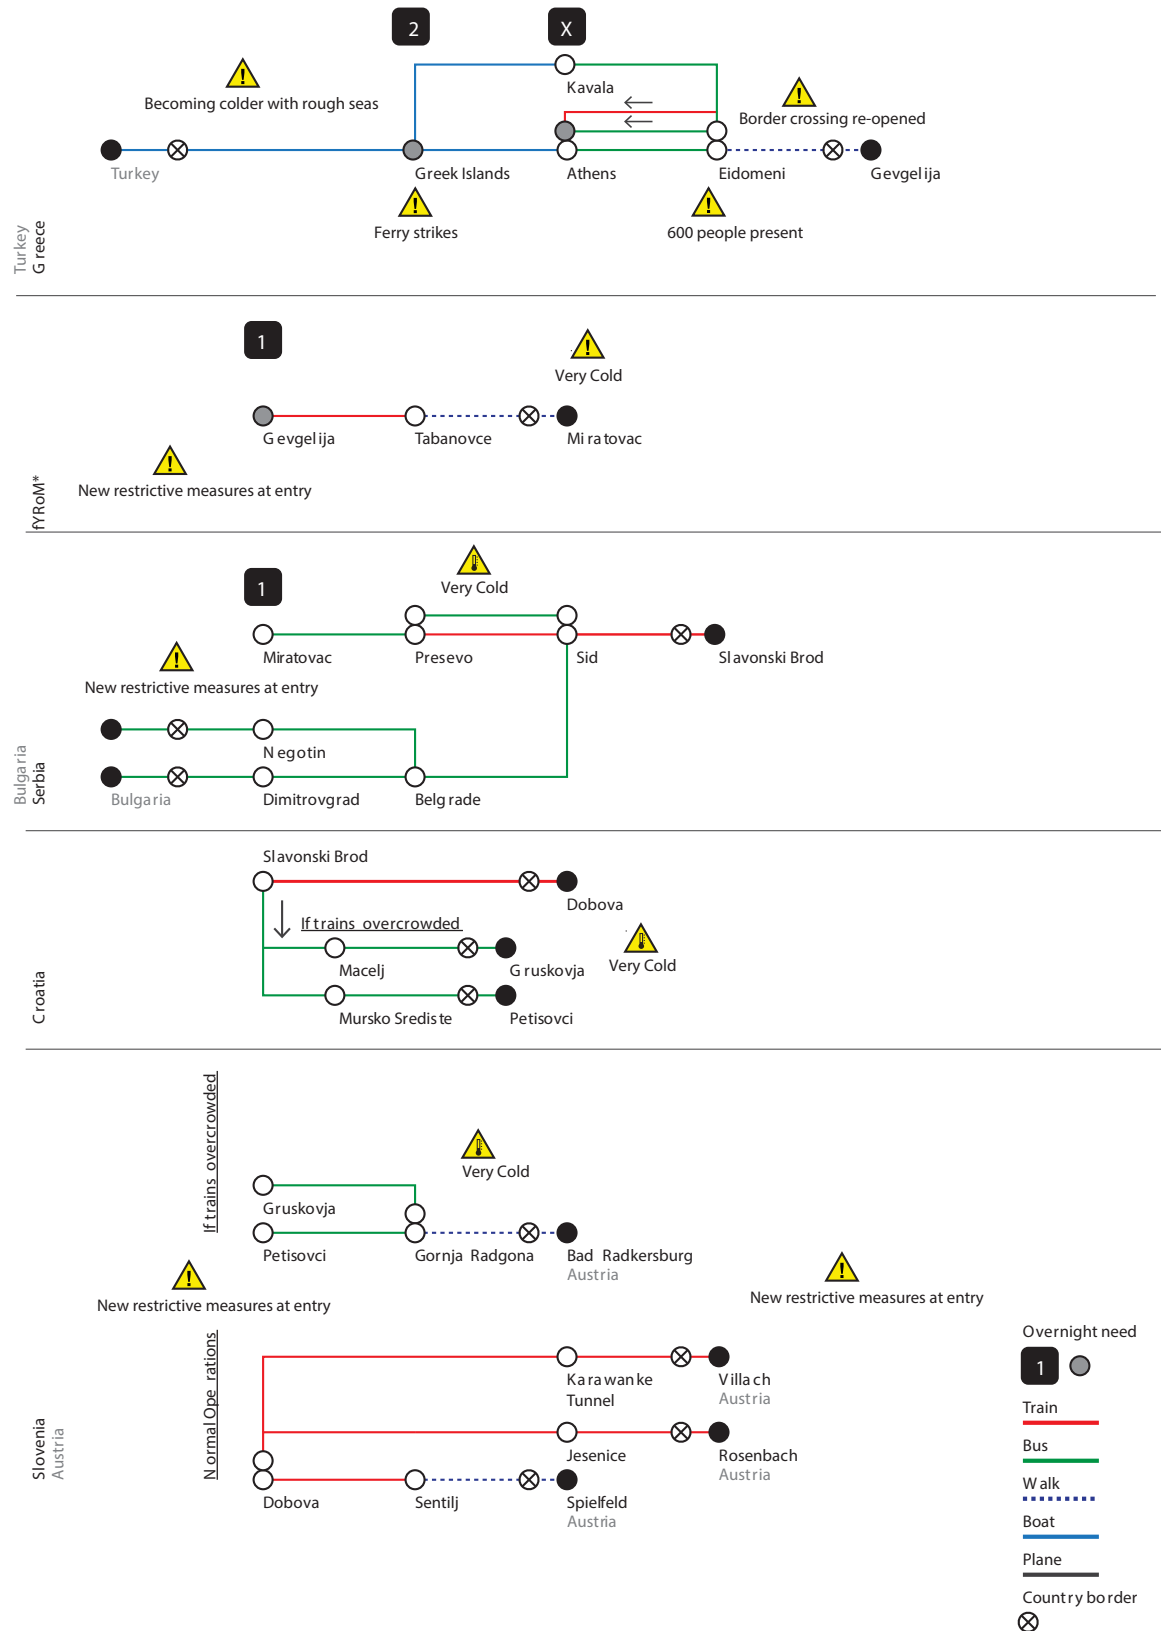 2
X
Kavala
Becoming colder with rough seas
Border crossing re-opened
Turkey
Greek Islands
Athens
Eidomeni
Gevgelija
Ferry strikes
600 people present
Turkey
Greece
1
Very Cold
Gevgelija
Tabanovce
Miratovac
New restrictive measures at entry
fYRoM*
1
Very Cold
Miratovac
Presevo
Sid
Slavonski Brod
New restrictive measures at entry
Negotin
Bulgaria
Dimitrovgrad
Belgrade
Bulgaria
Serbia
Slavonski Brod
Dobova
If trains overcrowded
Macelj
Gruskovja
Very Cold
Mursko Srediste
Petisovci
Croatia
If trains overcrowded
Very Cold
Gruskovja
Petisovci
Gornja Radgona
Bad Radkersburg
Austria
New restrictive measures at entry
New restrictive measures at entry
Normal Operations
Karawanke
Tunnel
Villach
Austria
Jesenice
Rosenbach
Austria
Dobova
Sentilj
Spielfeld
Austria
Slovenia
Austria
Overnight need
1
Train
Bus
Walk
Boat
Plane
Country border